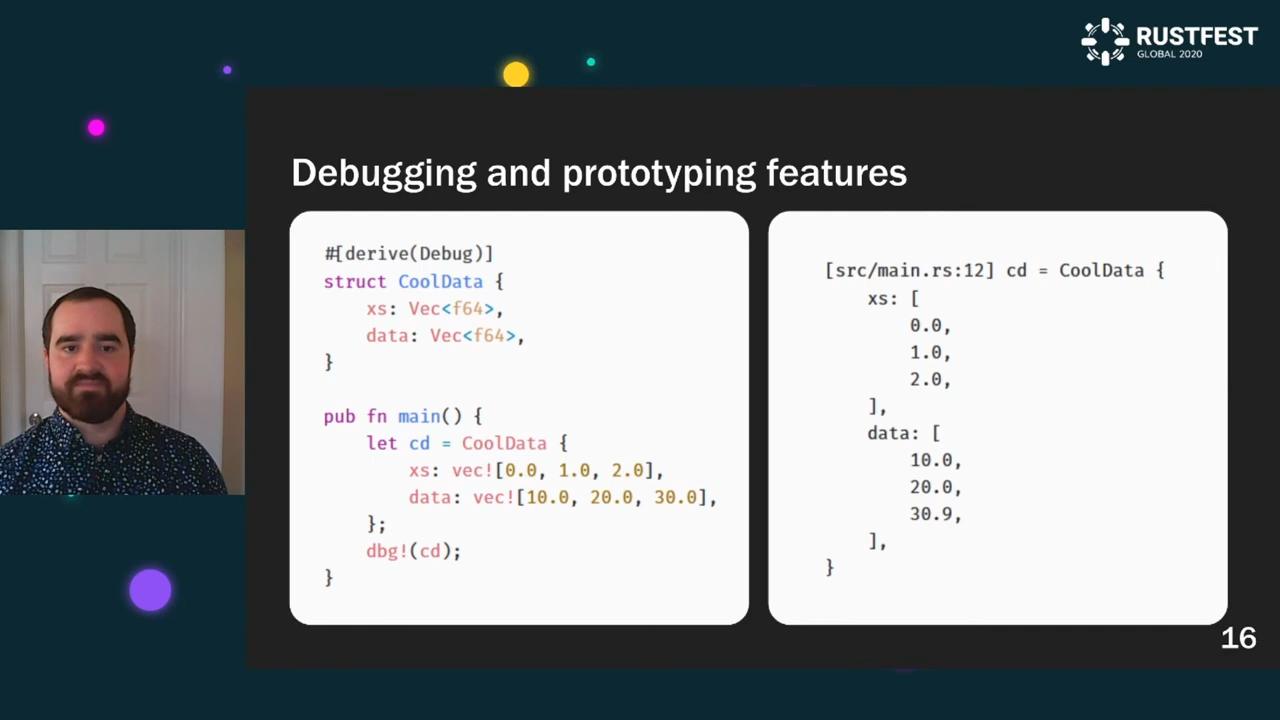 RUSTFEST
GLOBAL 2020
Debugging and prototyping features
#[derive(Debug)]
struct CoolData {
    xs: Vec<f64>,
    data: Vec<f64>,
}

pub fn main() {
    let cd = CoolData {
        xs: vec![0.0, 1.0, 2.0],
        data: vec![10.0, 20.0, 30.0],
    };
    dbg!(cd);
}
[src/main.rs:12] cd = CoolData {
    xs: [
        0.0,
        1.0,
        2.0,
    ],
    data: [
        10.0,
        20.0,
        30.9,
    ],
}
16